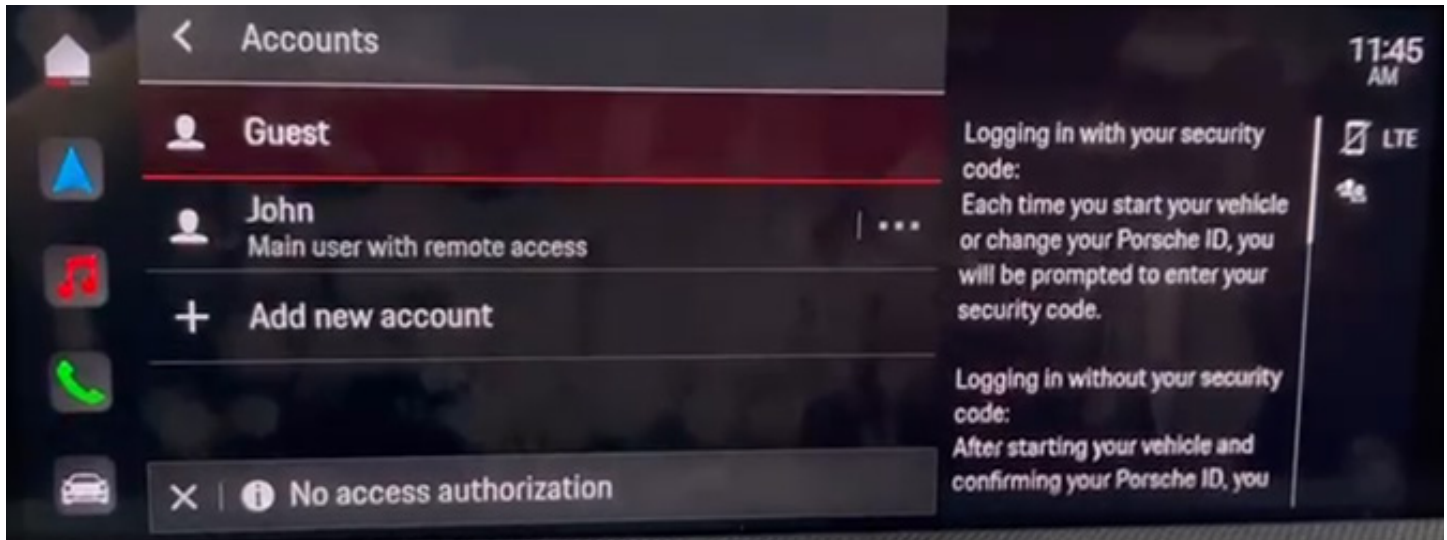 Accounts
11:45
AM
Guest
LTE
John
Main user with remote access
Add new account
No access authorization
Logging in with your security
code:
Each time you start your vehicle
or change your Porsche ID, you
will be prompted to enter your
security code.
Logging in without your security
code:
After starting your vehicle and
confirming your Porsche ID, you